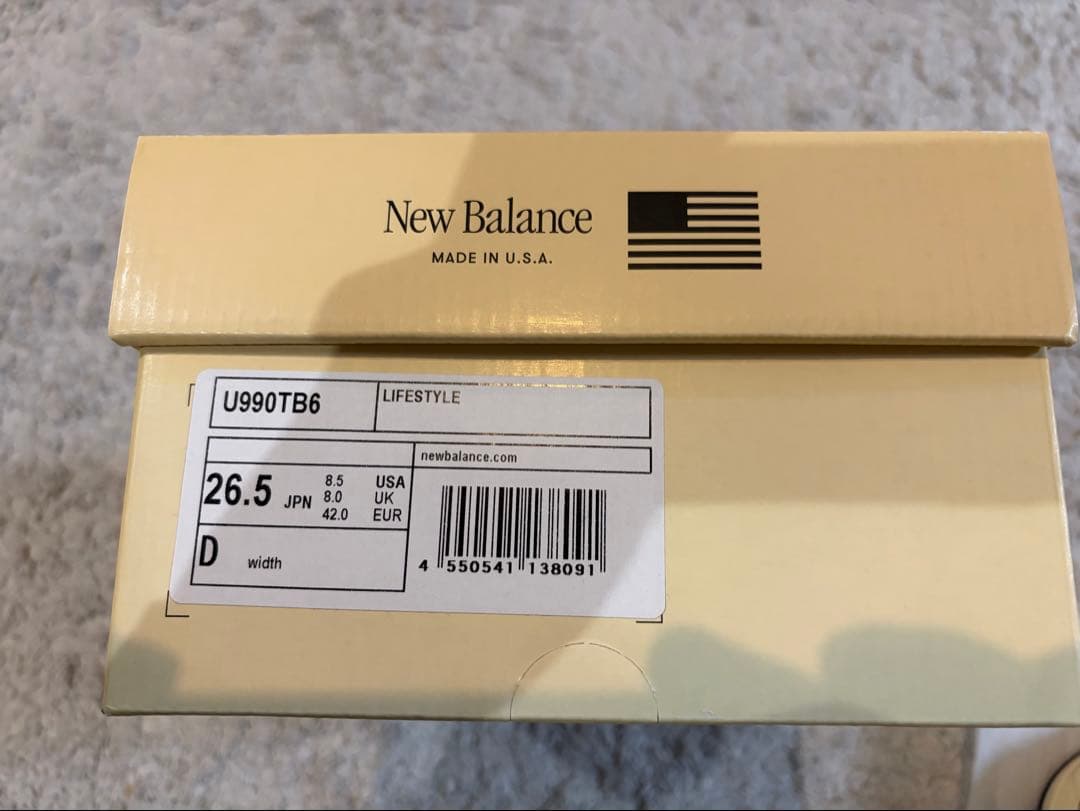 New Balance
MADE IN U.S.A.
U990TB6
LIFESTYLE
newbalance.com
26.5 JPN
8.5 USA
8.0 UK
42.0 EUR
D width
4 550541 138091